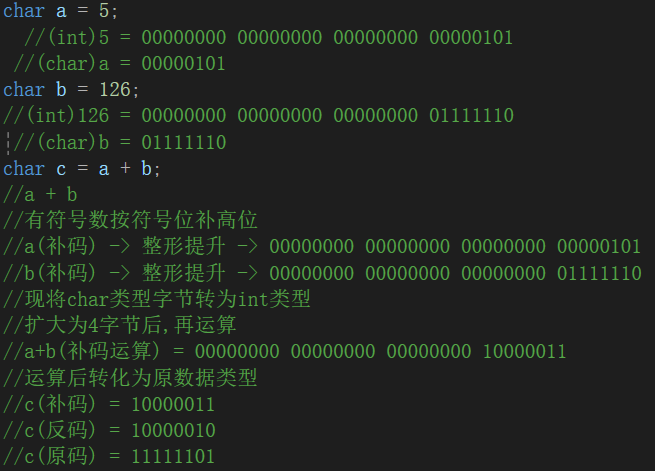 char a = 5;
//(int)5 = 00000000 00000000 00000000 00000101
//(char)a = 00000101
char b = 126;
//(int)126 = 00000000 00000000 00000000 01111110
//(char)b = 01111110
char c = a + b;
//a + b
//有符号数按符号位补高位
//a(补码) -> 整形提升 -> 00000000 00000000 00000000 00000101
//b(补码) -> 整形提升 -> 00000000 00000000 00000000 01111110
//现将char类型字节转为int类型
//扩大为4字节后,再运算
//a+b(补码运算) = 00000000 00000000 00000000 10000011
//运算后转化为原数据类型
//c(补码) = 10000011
//c(反码) = 10000010
//c(原码) = 11111101